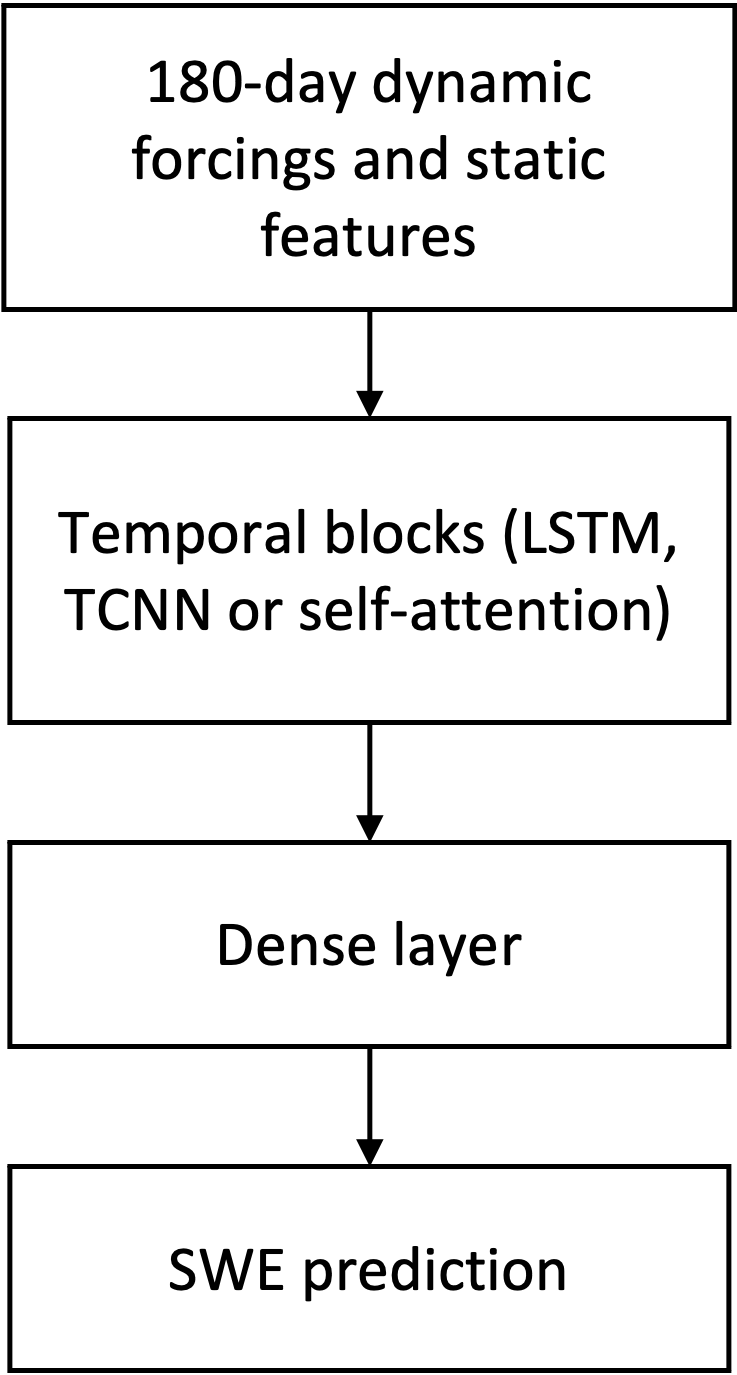 180-day dynamic
forcings and static
features
Temporal blocks (LSTM,
TCNN or self-attention)
Dense layer
SWE prediction